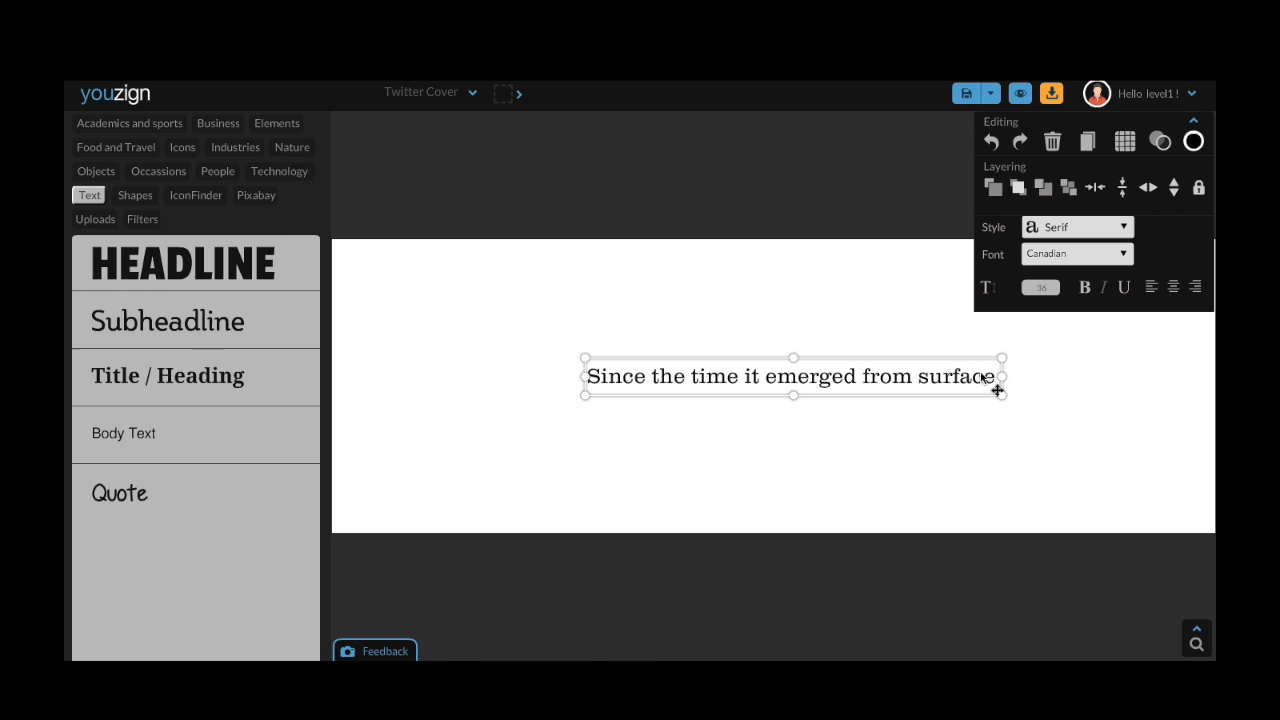 youzign
Twitter Cover
Hello level1 !
Academics and sports Business Elements
Food and Travel Icons Industries Nature
Objects Occassions People Technology
Text Shapes IconFinder Pixabay
Uploads Filters
HEADLINE
Subheadline
Title / Heading
Body Text
Quote
Editing
Layering
Style a Serif
Font Canadian
T 36 B I U
Since the time it emerged from surface
Feedback